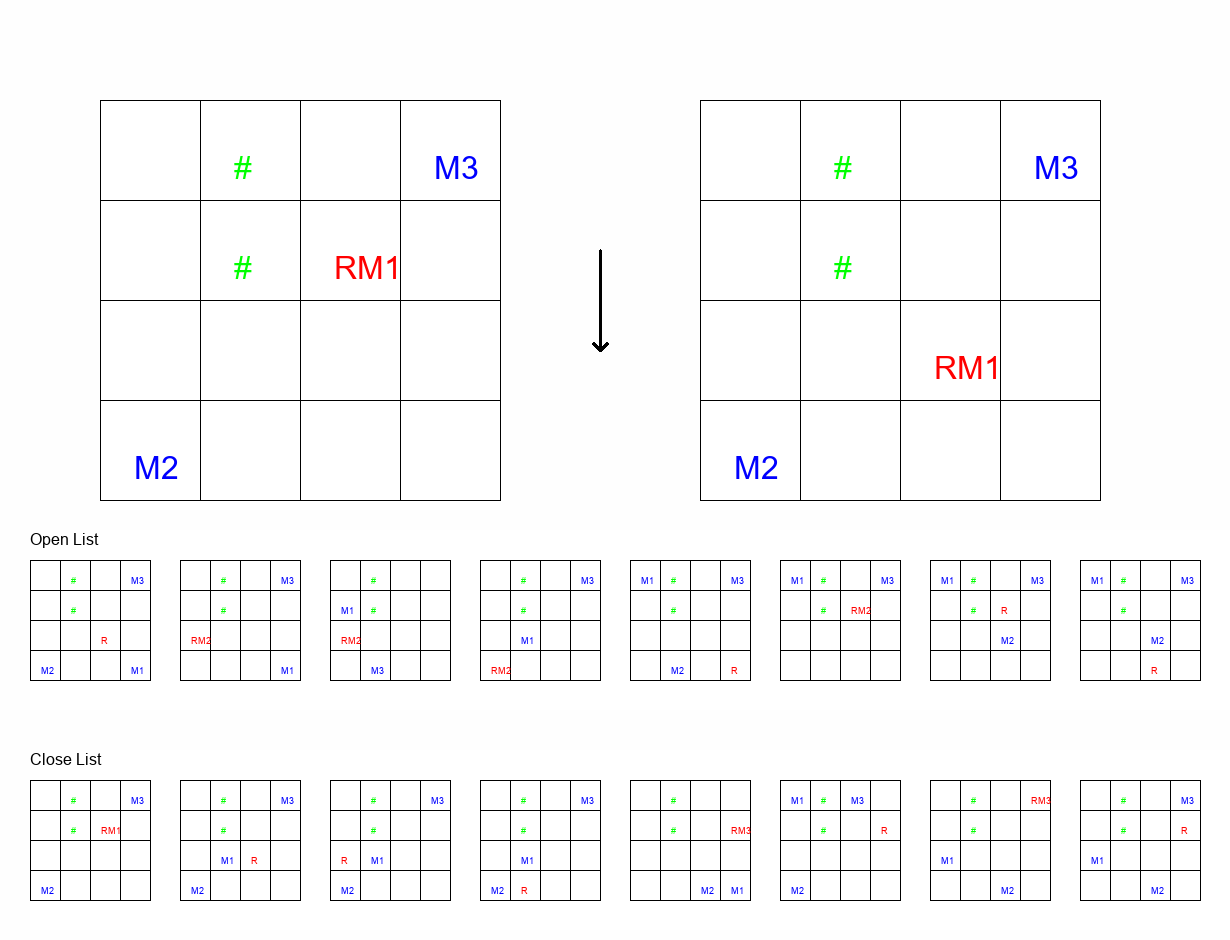 # M3 # M3
# RM1 #
RM1
M2 M2
Open List
# M3 # M3 # # M3 M1 # M3 M1 # M3 M1 # M3 M1 # M3
# # M1 # # # # RM2 # R #
R RM2 RM2 M1 M2 M2
M2 M1 M1 M3 RM2 M2 R R
Close List
# M3 # M3 # M3 # M3 # M1 # M3 # RM3 # M3
# RM1 # # # # RM3 # R # # R
M1 R R M1 M1 M1 M1
M2 M2 M2 M2 R M2 M1 M2 M2 M2